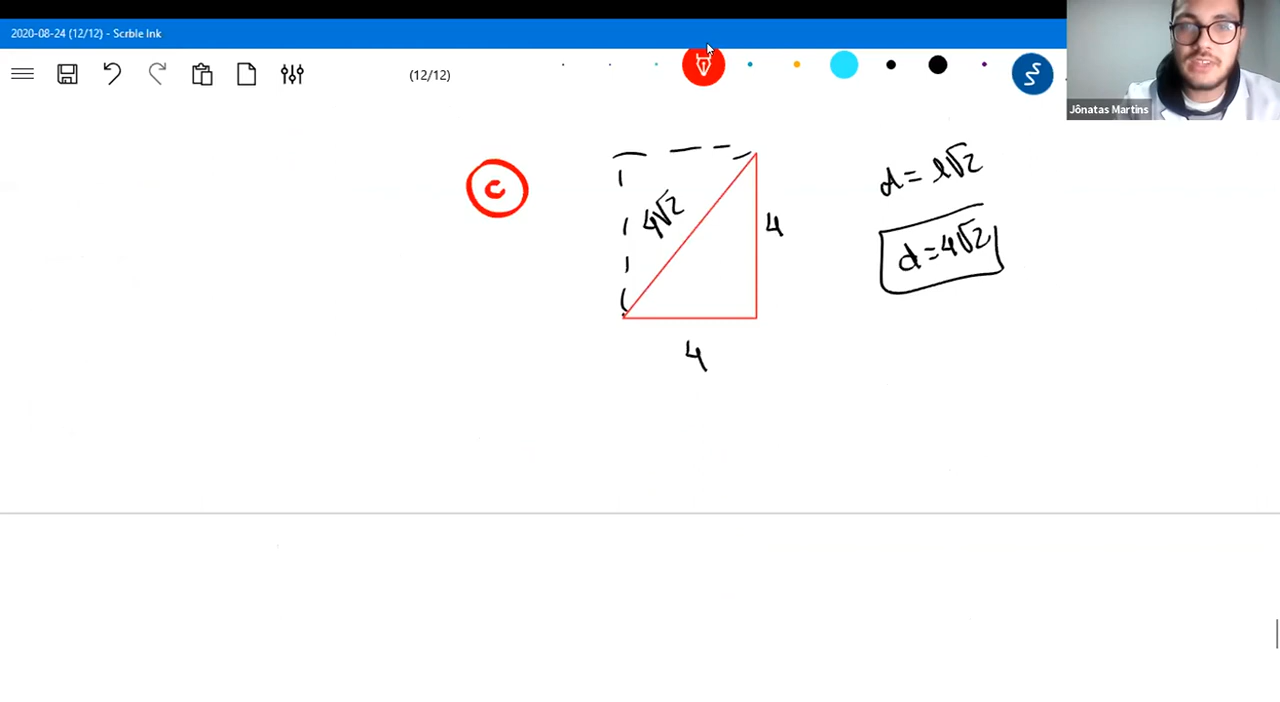 2020-08-24 (12/12) - Scrble Ink
(12/12)
Jônatas Martins
C
4√2
4
4
d=l√2
d=4√2